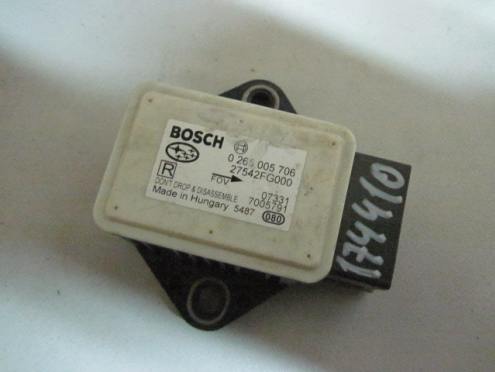 BOSCH
0 265 005 706
27542FG000
R
FOV
07331
DON'T DROP & DISASSEMBLE 7005791
Made in Hungary 5487 080
174410